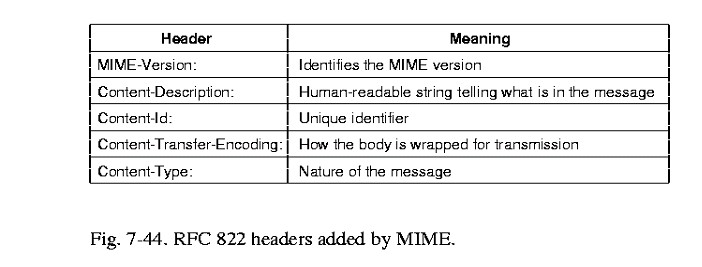 Header Meaning
MIME-Version: Identifies the MIME version
Content-Description: Human-readable string telling what is in the message
Content-Id: Unique identifier
Content-Transfer-Encoding: How the body is wrapped for transmission
Content-Type: Nature of the message
Fig. 7-44. RFC 822 headers added by MIME.